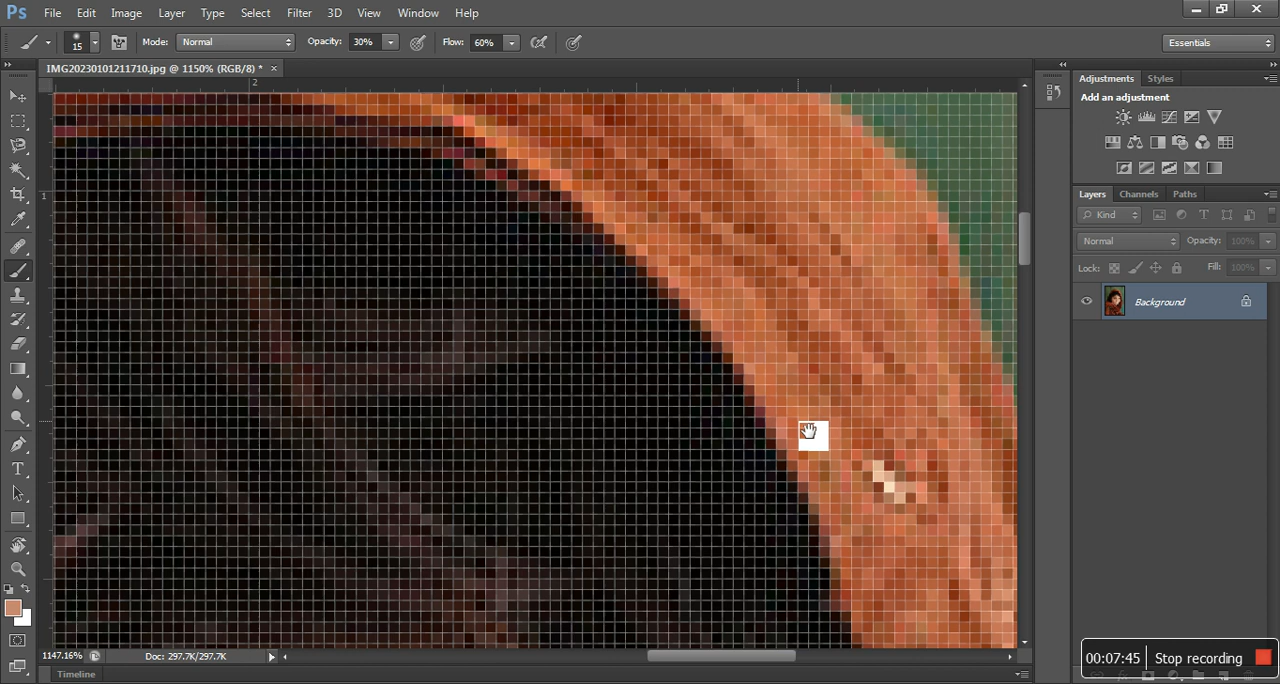 Ps File Edit Image Layer Type Select Filter 3D View Window Help
15 Mode: Normal Opacity: 30% Flow: 60% Essentials
IMG20230101211710.jpg @ 1150% (RGB/8) * ×
2
1
Adjustments Styles
Add an adjustment
Layers Channels Paths
Kind
Normal Opacity: 100%
Lock: Fill: 100%
Background
T
1147.16% Doc: 297.7K/297.7K
00:07:45 Stop recording
Timeline